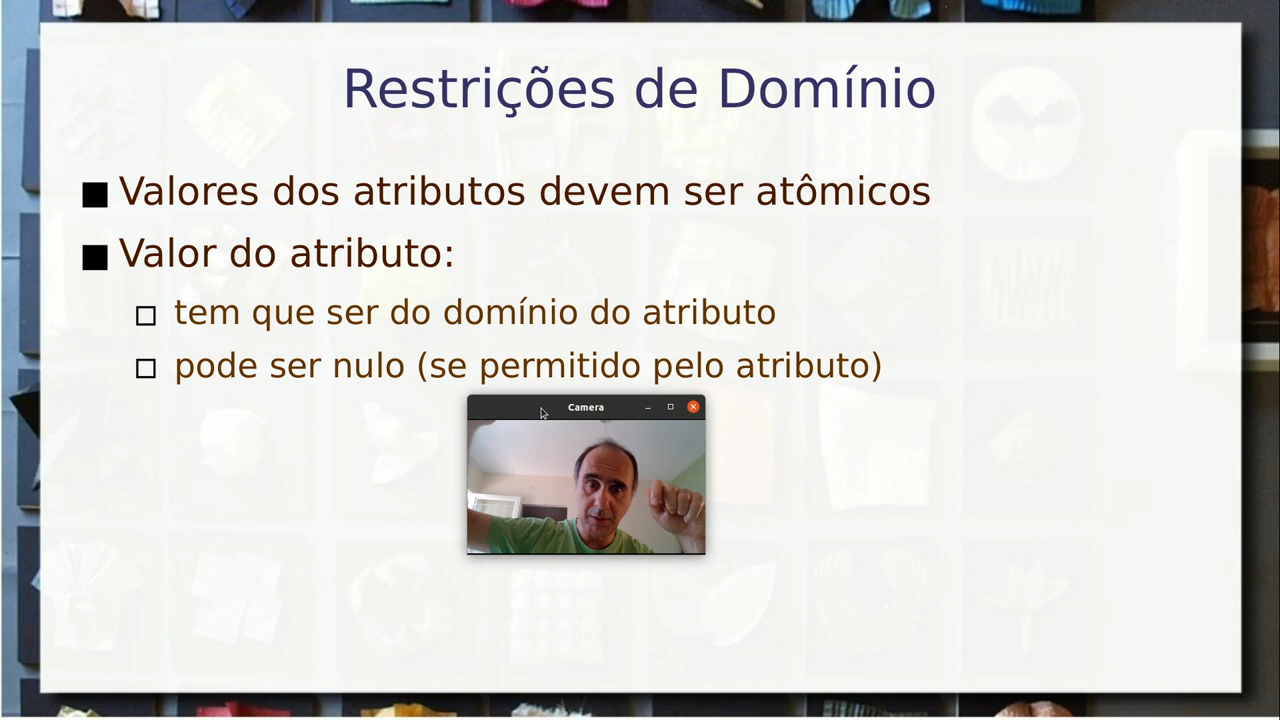 Restrições de Domínio
Valores dos atributos devem ser atômicos
Valor do atributo:
tem que ser do domínio do atributo
pode ser nulo (se permitido pelo atributo)
Camera